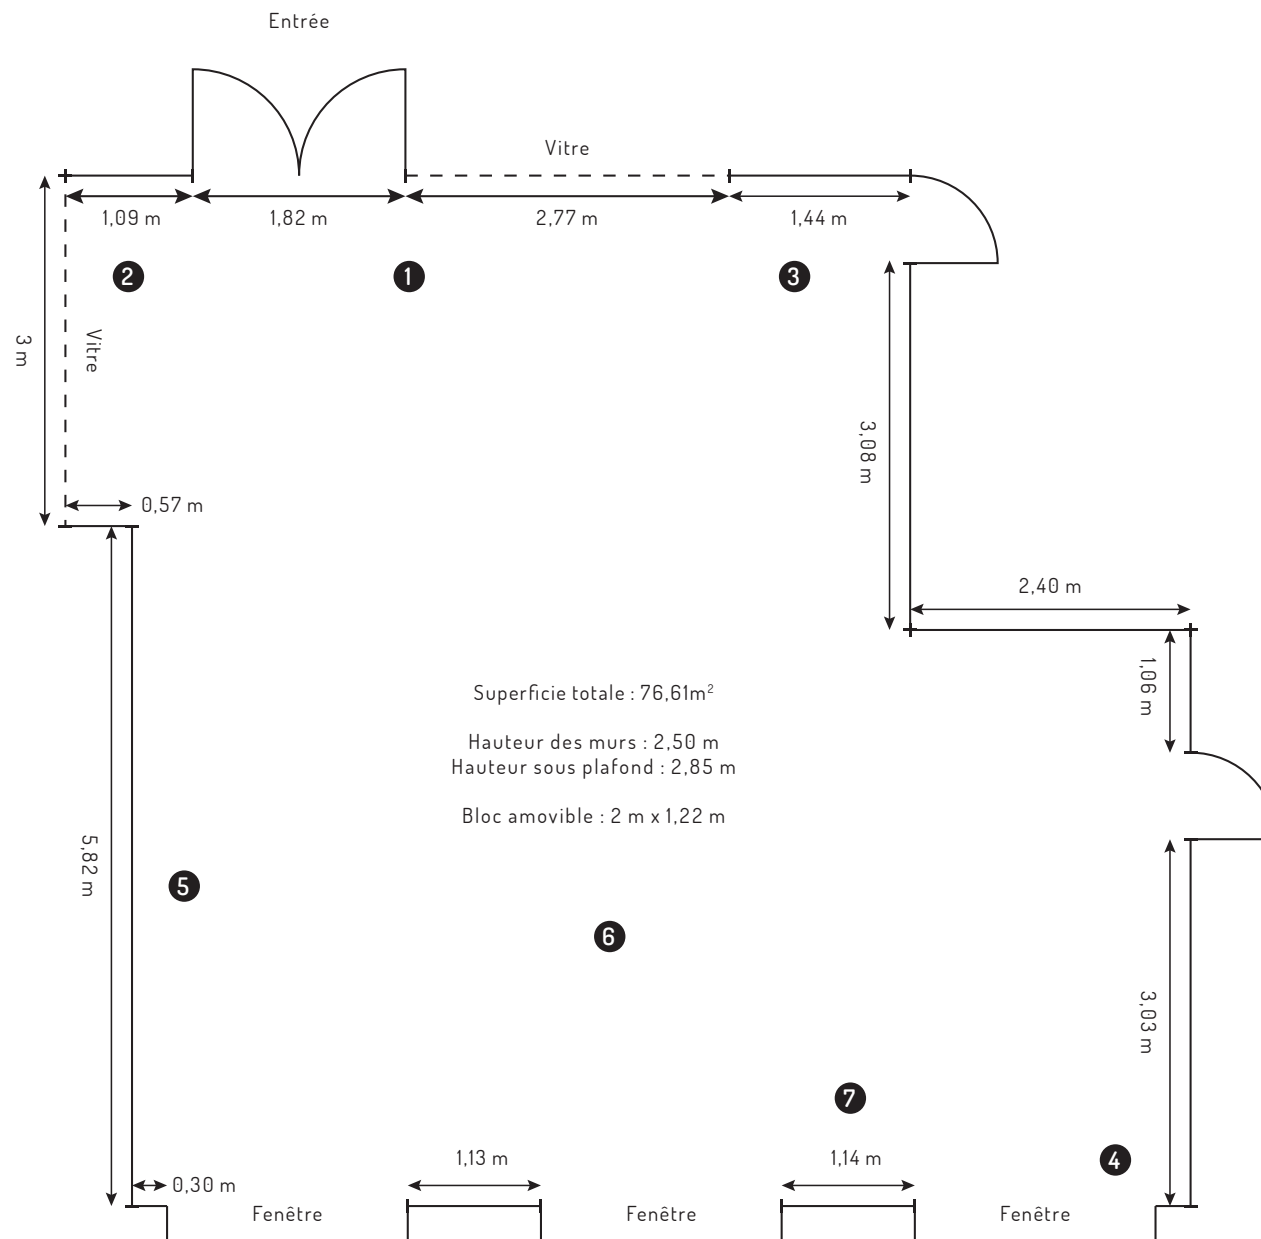 Entrée
Vitre
1,09 m
1,82 m
2,77 m
1,44 m
2
1
3
3 m
Vitre
3,08 m
0,57 m
2,40 m
1,06 m
Superficie totale : 76,61m²
Hauteur des murs : 2,50 m
Hauteur sous plafond : 2,85 m
Bloc amovible : 2 m x 1,22 m
5,82 m
5
6
3,03 m
7
1,13 m
1,14 m
4
0,30 m
Fenêtre
Fenêtre
Fenêtre